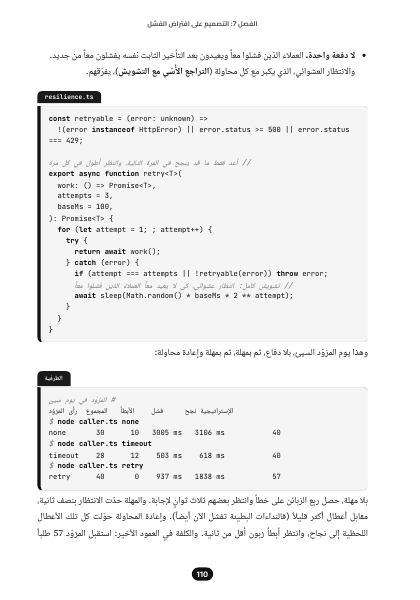 الفصل 7: التصميم على افتراض الفشل
• لا دفعة واحدة. العملاء الذين فشلوا معاً ويعيدون بعد التأخير الثابت نفسه يفشلون معاً من جديد.
والانتظار العشوائي، الذي يكبر مع كل محاولة (التراجع الأسّي مع التشويش)، يفرّقهم.
resilience.ts
const retryable = (error: unknown) =>
  !(error instanceof HttpError) || error.status >= 500 || error.status
=== 429;
// أعد فقط ما قد ينجح في المرة التالية، وانتظر أطول في كل مرة
export async function retry<T>(
  work: () => Promise<T>,
  attempts = 3,
  baseMs = 100,
): Promise<T> {
  for (let attempt = 1; ; attempt++) {
    try {
      return await work();
    } catch (error) {
      if (attempt === attempts || !retryable(error)) throw error;
      // تشويش كامل: انتظار عشوائي، كي لا يعيد معاً العملاء الذين فشلوا معاً
      await sleep(Math.random() * baseMs * 2 ** attempt);
    }
  }
}
وهذا يوم المزوّد السيئ، بلا دفاع، ثم بمهلة، ثم بمهلة وإعادة محاولة:
الطرفية
# المزوّد في يوم سيئ
الإستراتيجية نجح فشل الأبطأ المجموع رأى المزوّد
$ node caller.ts none
none 30 10 3005 ms 3106 ms 40
$ node caller.ts timeout
timeout 28 12 503 ms 618 ms 40
$ node caller.ts retry
retry 40 0 937 ms 1838 ms 57
بلا مهلة، حصل ربع الزبائن على خطأ وانتظر بعضهم ثلاث ثوانٍ لإجابة. والمهلة حدّت الانتظار بنصف ثانية،
مقابل أعطال أكثر قليلاً (فالنداءات البطيئة تفشل الآن أيضاً). وإعادة المحاولة حوّلت كل تلك الأعطال
اللحظية إلى نجاح، وانتظر أبطأ زبون أقل من ثانية. والكلفة في العمود الأخير: استقبل المزوّد 57 طلباً
110